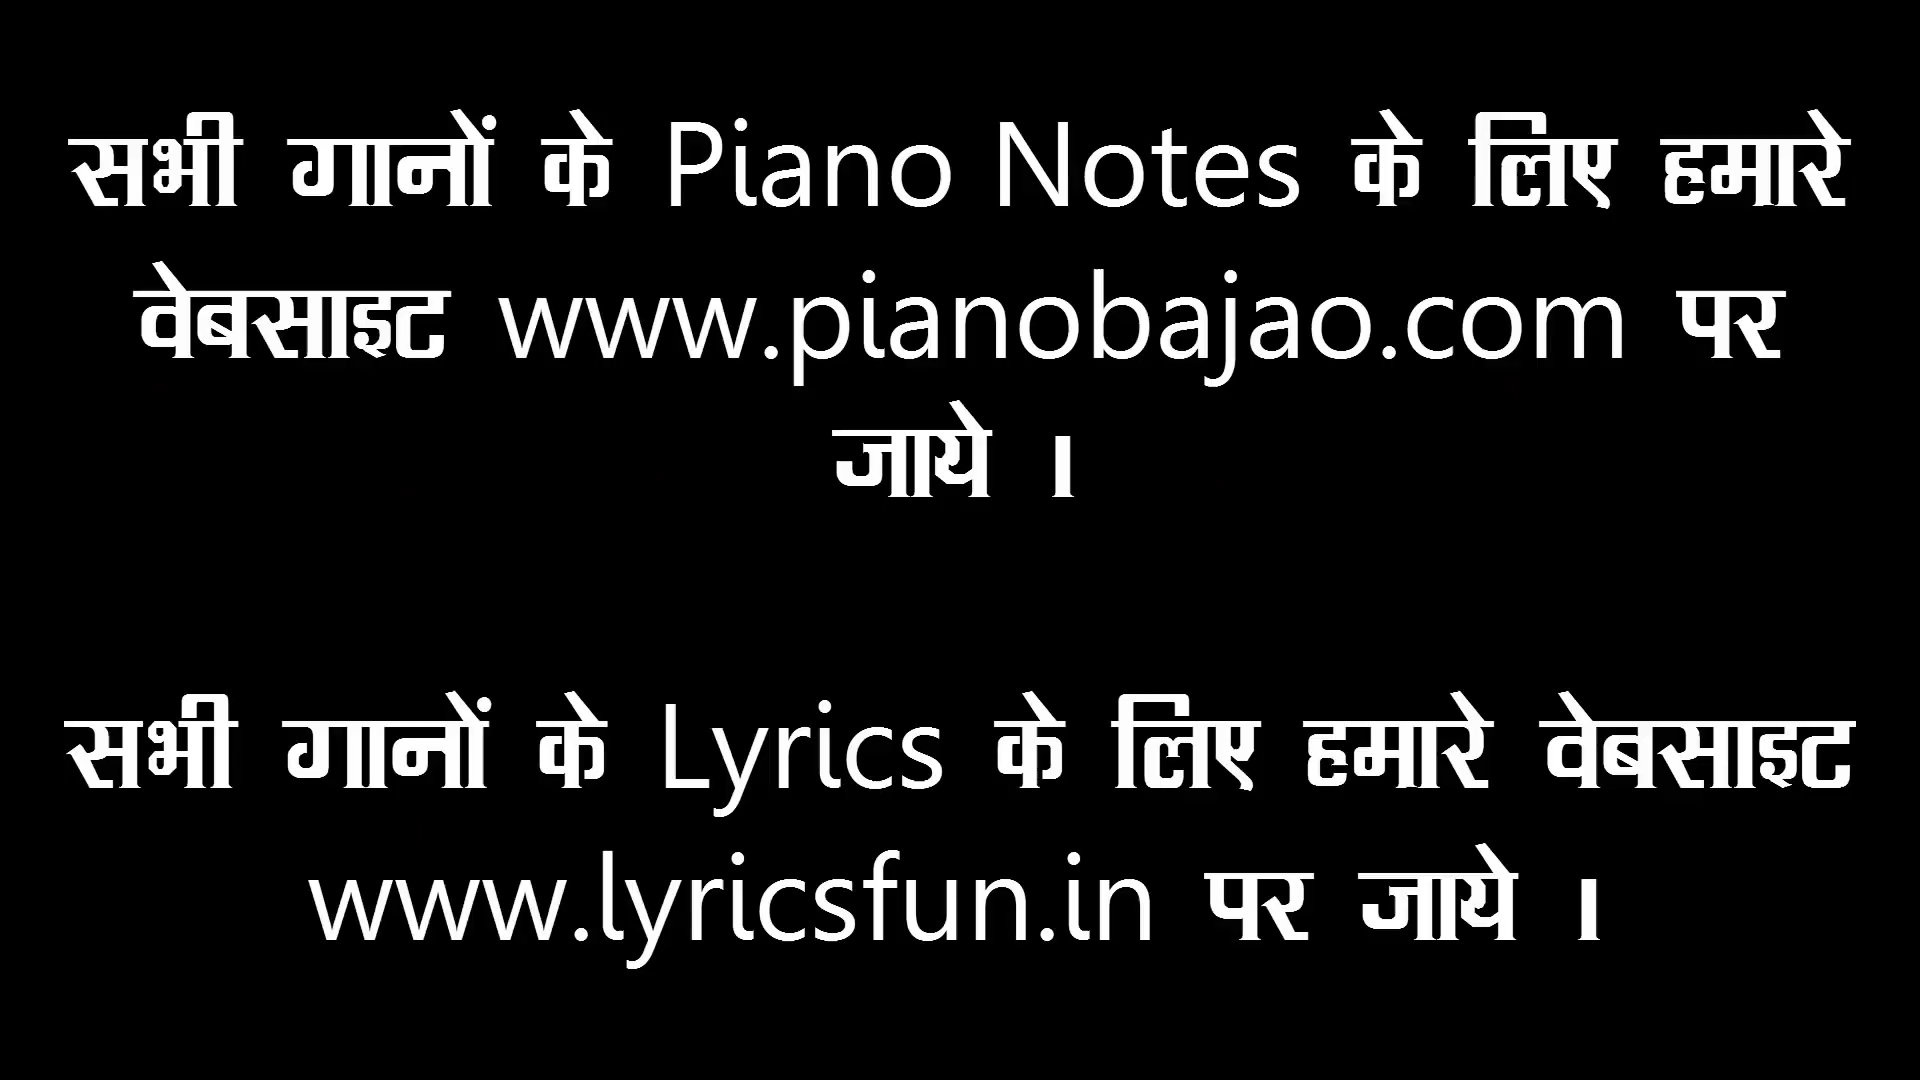 सभी गानों के Piano Notes के लिए हमारे
वेबसाइट www.pianobajao.com पर
जाये ।
सभी गानों के Lyrics के लिए हमारे वेबसाइट
www.lyricsfun.in पर जाये ।